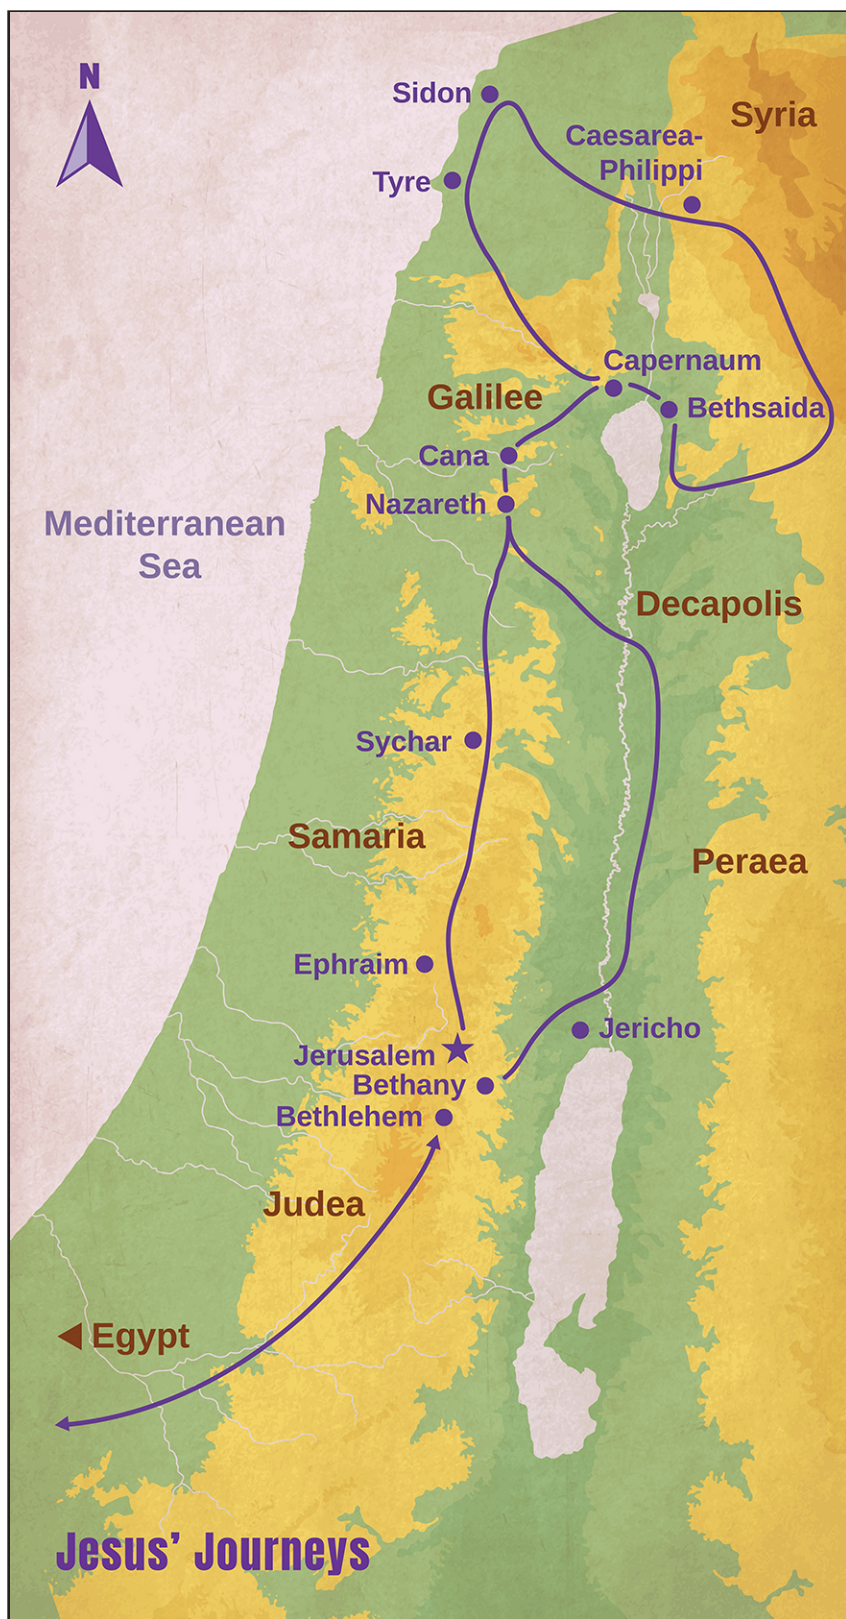 N
Sidon
Syria
Caesarea-
Philippi
Tyre
Capernaum
Galilee
Bethsaida
Cana
Nazareth
Mediterranean
Sea
Decapolis
Sychar
Samaria
Peraea
Ephraim
Jericho
Jerusalem
Bethany
Bethlehem
Judea
Egypt
Jesus’ Journeys